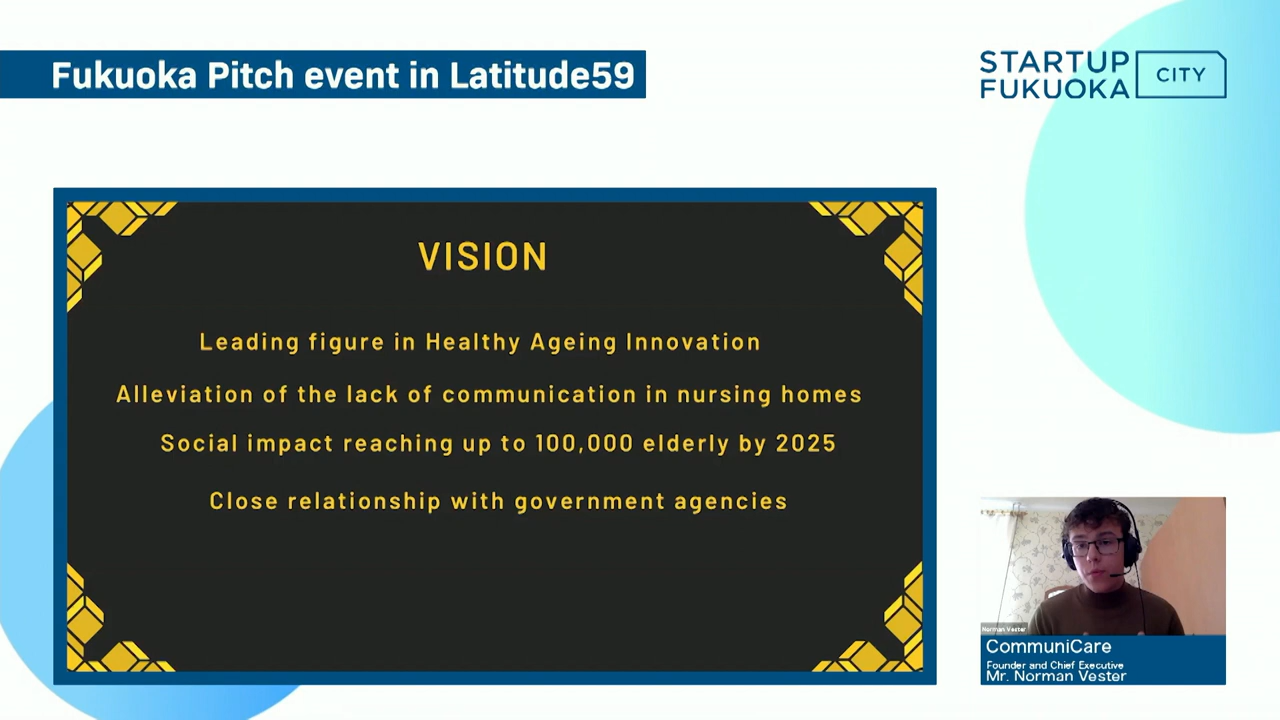 Fukuoka Pitch event in Latitude59
STARTUP
FUKUOKA
CITY
VISION
Leading figure in Healthy Ageing Innovation
Alleviation of the lack of communication in nursing homes
Social impact reaching up to 100,000 elderly by 2025
Close relationship with government agencies
Norman Vester
CommuniCare
Founder and Chief Executive
Mr. Norman Vester